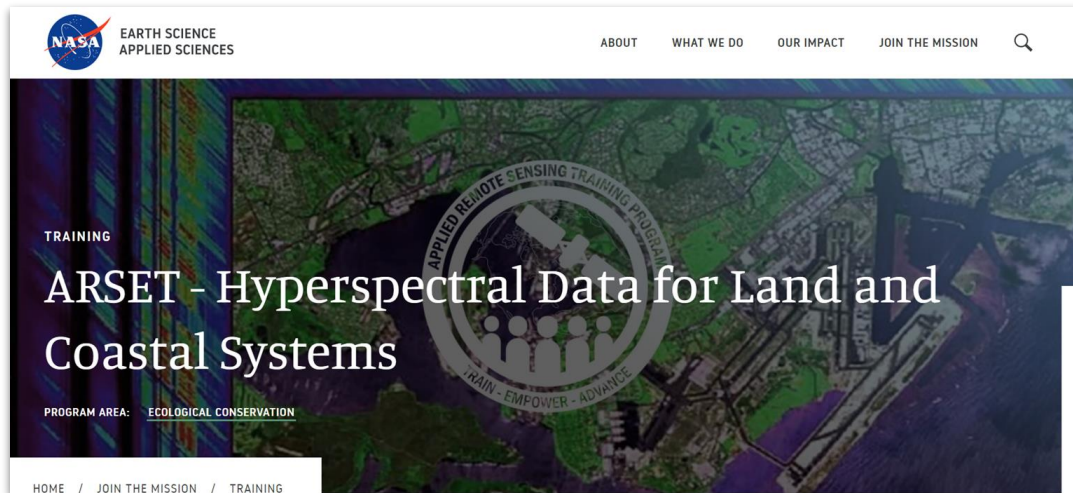 NASA
EARTH SCIENCE
APPLIED SCIENCES
ABOUT
WHAT WE DO
OUR IMPACT
JOIN THE MISSION
APPLIED REMOTE SENSING TRAINING PROGRAM
TRAINING
ARSET - Hyperspectral Data for Land and
Coastal Systems
TRAIN - EMPOWER - ADVANCE
PROGRAM AREA: ECOLOGICAL CONSERVATION
HOME / JOIN THE MISSION / TRAINING